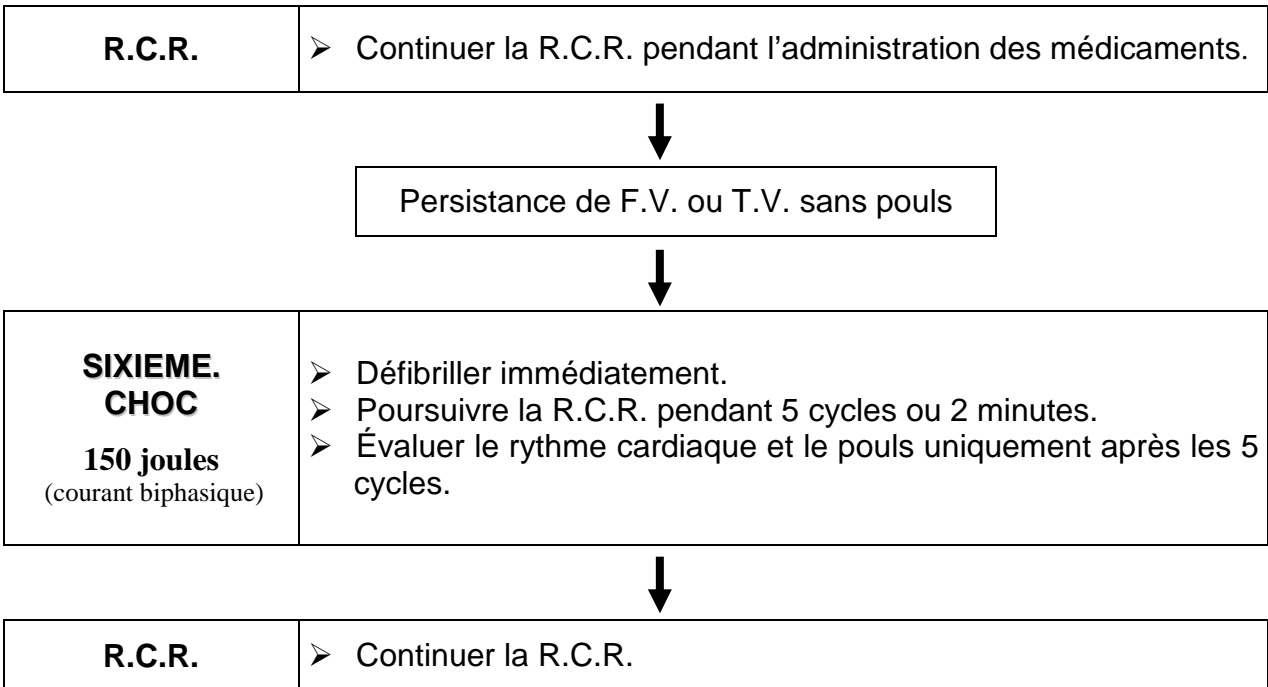 R.C.R.
➢ Continuer la R.C.R. pendant l'administration des médicaments.
Persistance de F.V. ou T.V. sans pouls
SIXIEME.
CHOC
150 joules
(courant biphasique)
➢ Défibriller immédiatement.
➢ Poursuivre la R.C.R. pendant 5 cycles ou 2 minutes.
➢ Évaluer le rythme cardiaque et le pouls uniquement après les 5
cycles.
R.C.R.
➢ Continuer la R.C.R.